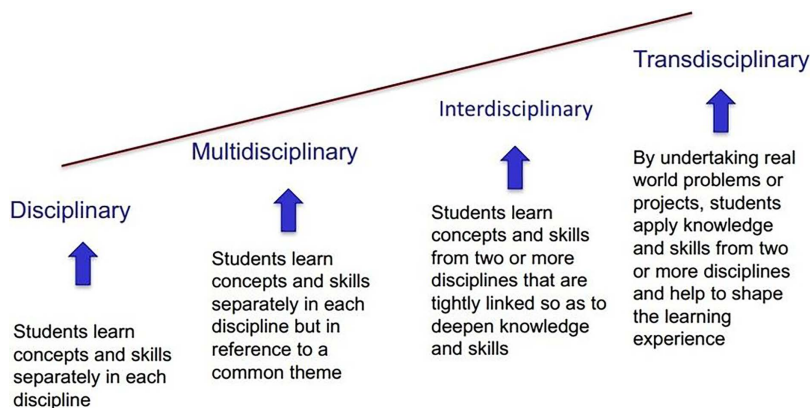 Disciplinary
Students learn
concepts and skills
separately in each
discipline
Multidisciplinary
Students learn
concepts and skills
separately in each
discipline but in
reference to a
common theme
Interdisciplinary
Students learn
concepts and skills
from two or more
disciplines that are
tightly linked so as to
deepen knowledge
and skills
Transdisciplinary
By undertaking real
world problems or
projects, students
apply knowledge
and skills from two
or more disciplines
and help to shape
the learning
experience